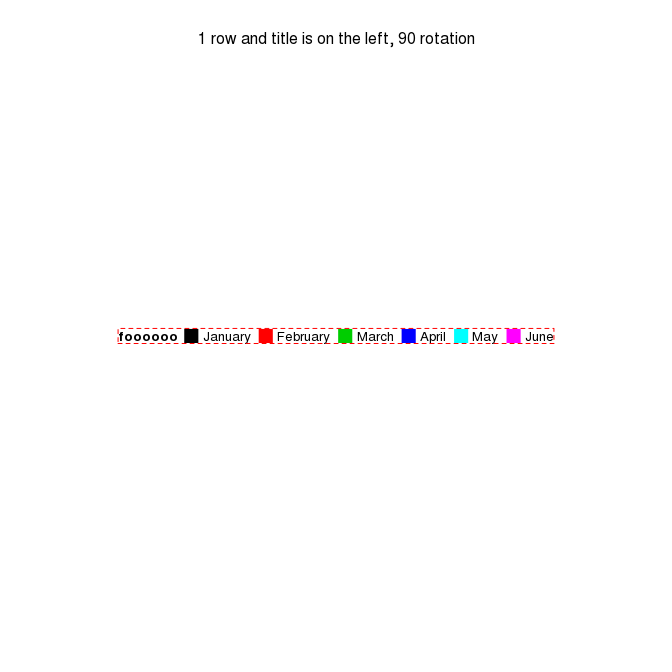 1 row and title is on the left, 90 rotation
foooooo January February March April May June